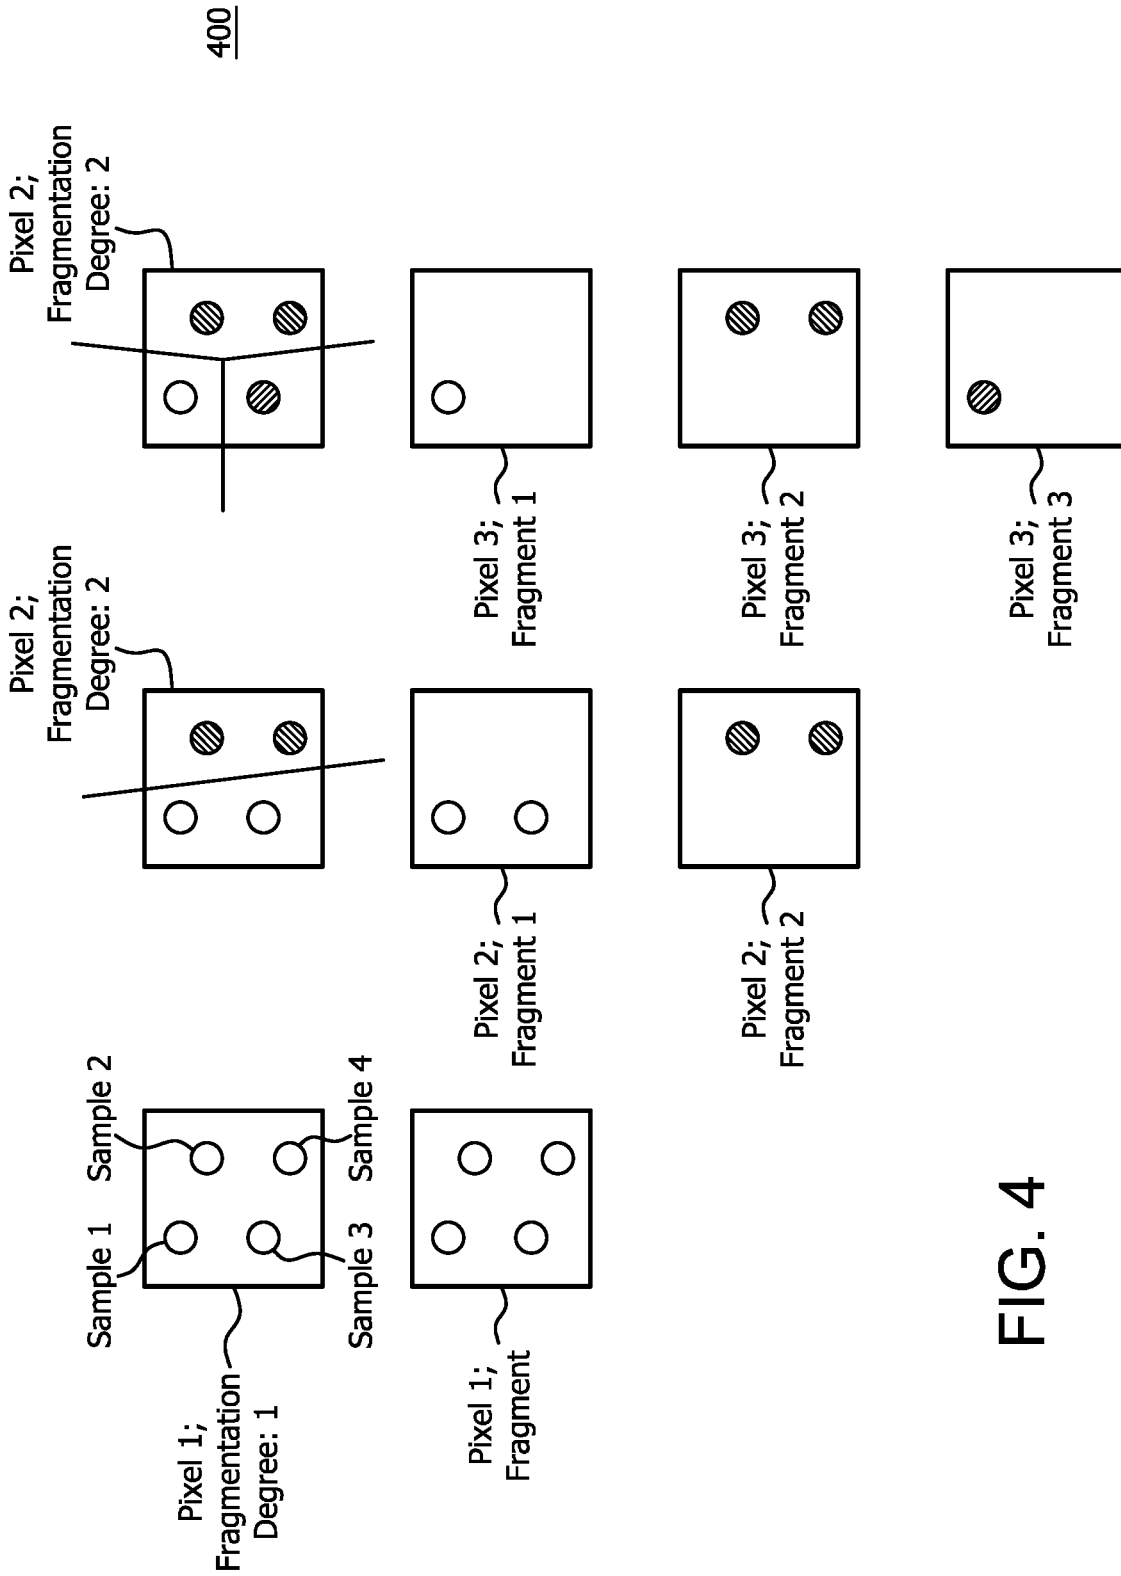 400
Pixel 1;
Fragmentation
Degree: 1
Sample 1
Sample 2
Sample 3
Sample 4
Pixel 2;
Fragmentation
Degree: 2
Pixel 2;
Fragmentation
Degree: 2
Pixel 1;
Fragment
Pixel 2;
Fragment 1
Pixel 3;
Fragment 1
Pixel 2;
Fragment 2
Pixel 3;
Fragment 2
Pixel 3;
Fragment 3
FIG. 4